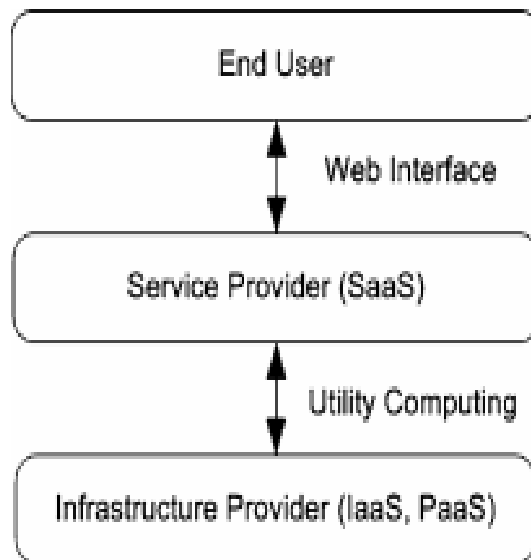 End User
Web Interface
Service Provider (SaaS)
Utility Computing
Infrastructure Provider (IaaS, PaaS)